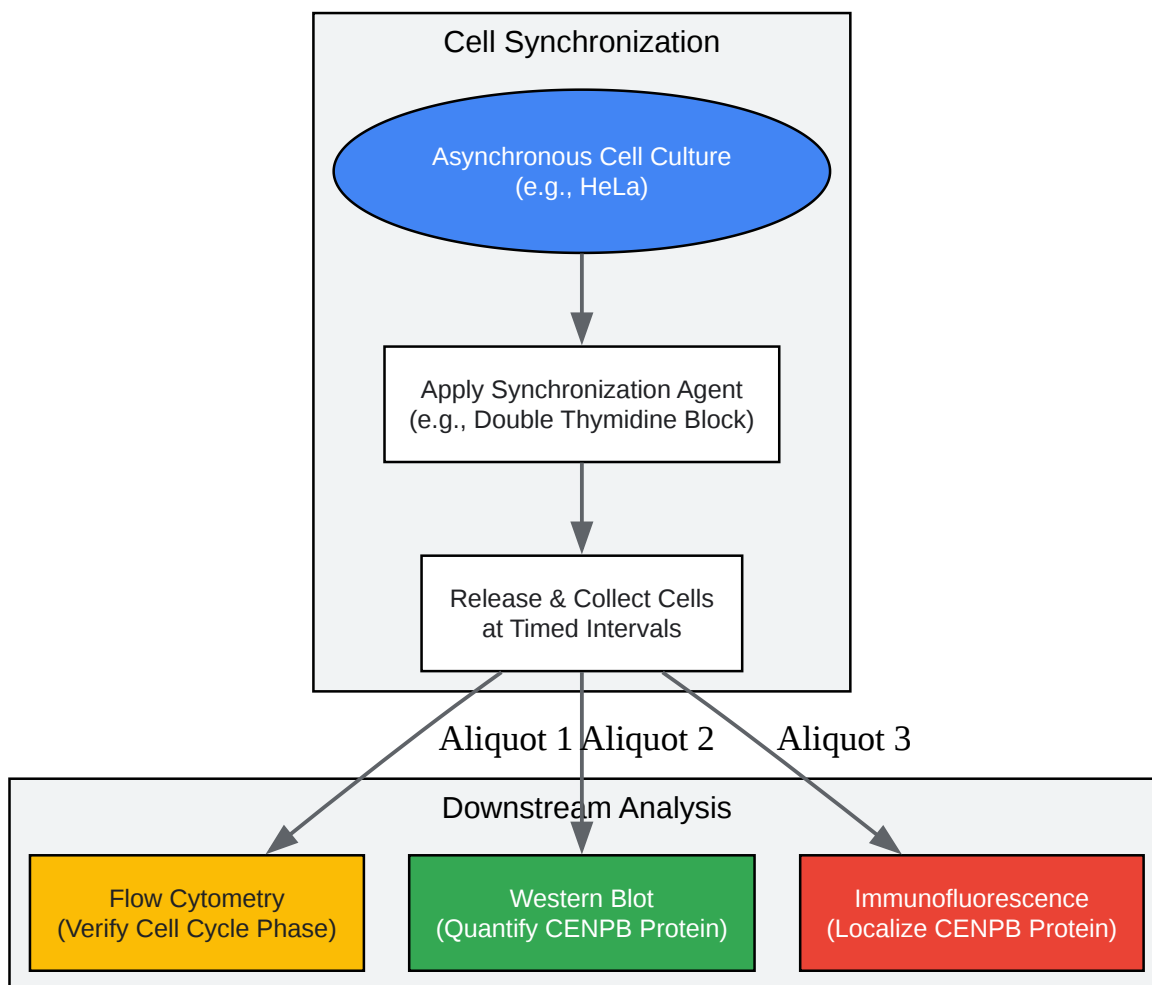 Cell Synchronization
Asynchronous Cell Culture
(e.g., HeLa)
Apply Synchronization Agent
(e.g., Double Thymidine Block)
Release & Collect Cells
at Timed Intervals
Aliquot 1
Aliquot 2
Aliquot 3
Downstream Analysis
Flow Cytometry
(Verify Cell Cycle Phase)
Western Blot
(Quantify CENPB Protein)
Immunofluorescence
(Localize CENPB Protein)